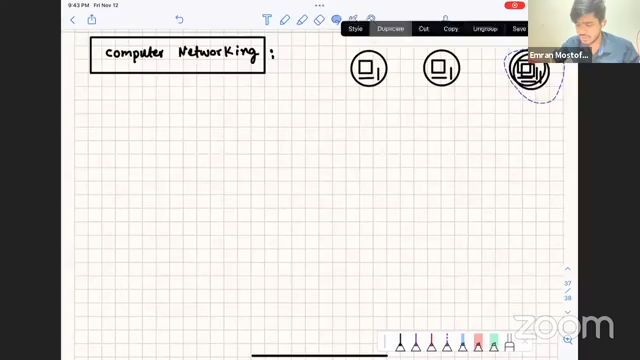 9:43 PM Fri Nov 12
Style Duplicate Cut Copy Ungroup Save
Emran Mostof...
computer Networking :
37
/
38
zoom